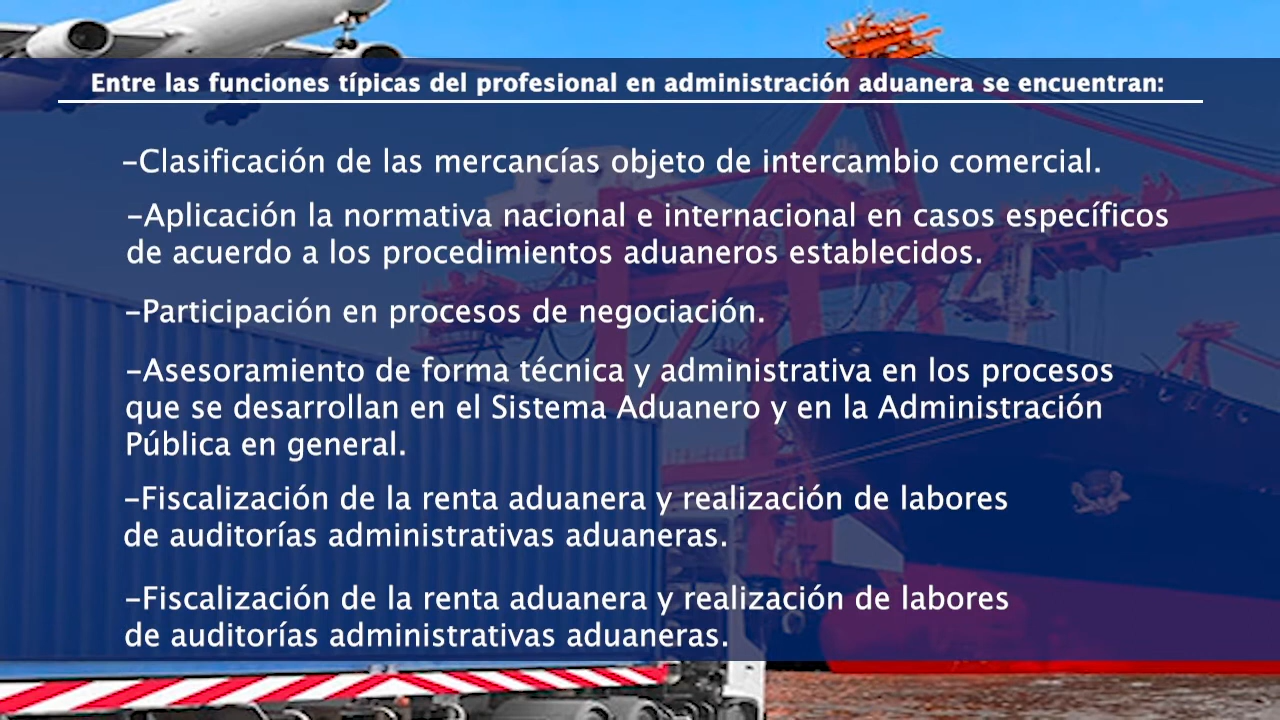 Entre las funciones típicas del profesional en administración aduanera se encuentran:
-Clasificación de las mercancías objeto de intercambio comercial.
-Aplicación la normativa nacional e internacional en casos específicos
de acuerdo a los procedimientos aduaneros establecidos.
-Participación en procesos de negociación.
-Asesoramiento de forma técnica y administrativa en los procesos
que se desarrollan en el Sistema Aduanero y en la Administración
Pública en general.
-Fiscalización de la renta aduanera y realización de labores
de auditorías administrativas aduaneras.
-Fiscalización de la renta aduanera y realización de labores
de auditorías administrativas aduaneras.